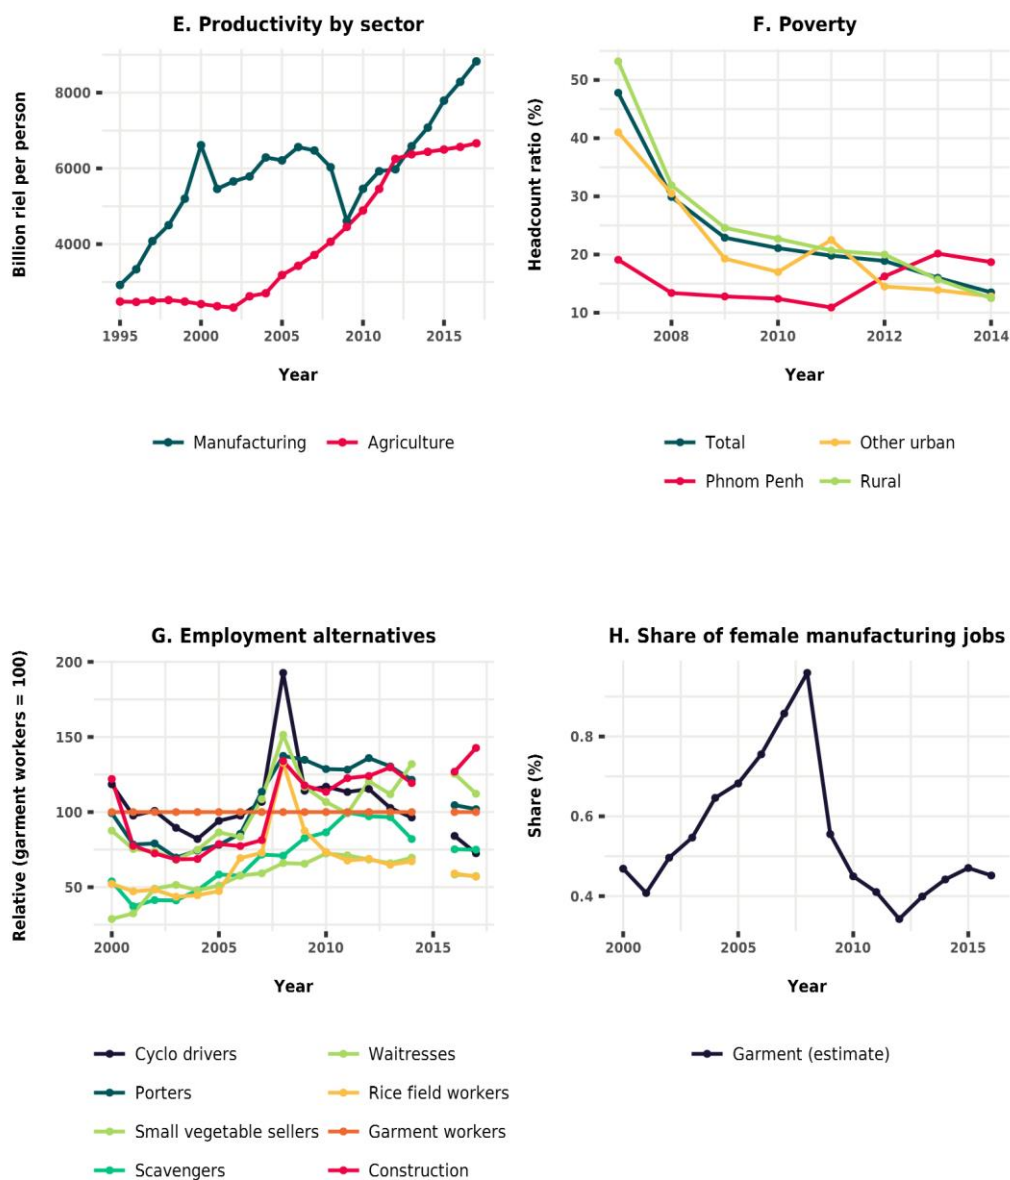 E. Productivity by sector
Billion riel per person
8000
6000
4000
1995 2000 2005 2010 2015
Year
Manufacturing Agriculture
F. Poverty
Headcount ratio (%)
50
40
30
20
10
2008 2010 2012 2014
Year
Total Other urban
Phnom Penh Rural
G. Employment alternatives
Relative (garment workers = 100)
200
150
100
50
2000 2005 2010 2015
Year
Cyclo drivers Waitresses
Porters Rice field workers
Small vegetable sellers Garment workers
Scavengers Construction
H. Share of female manufacturing jobs
Share (%)
0.8
0.6
0.4
2000 2005 2010 2015
Year
Garment (estimate)